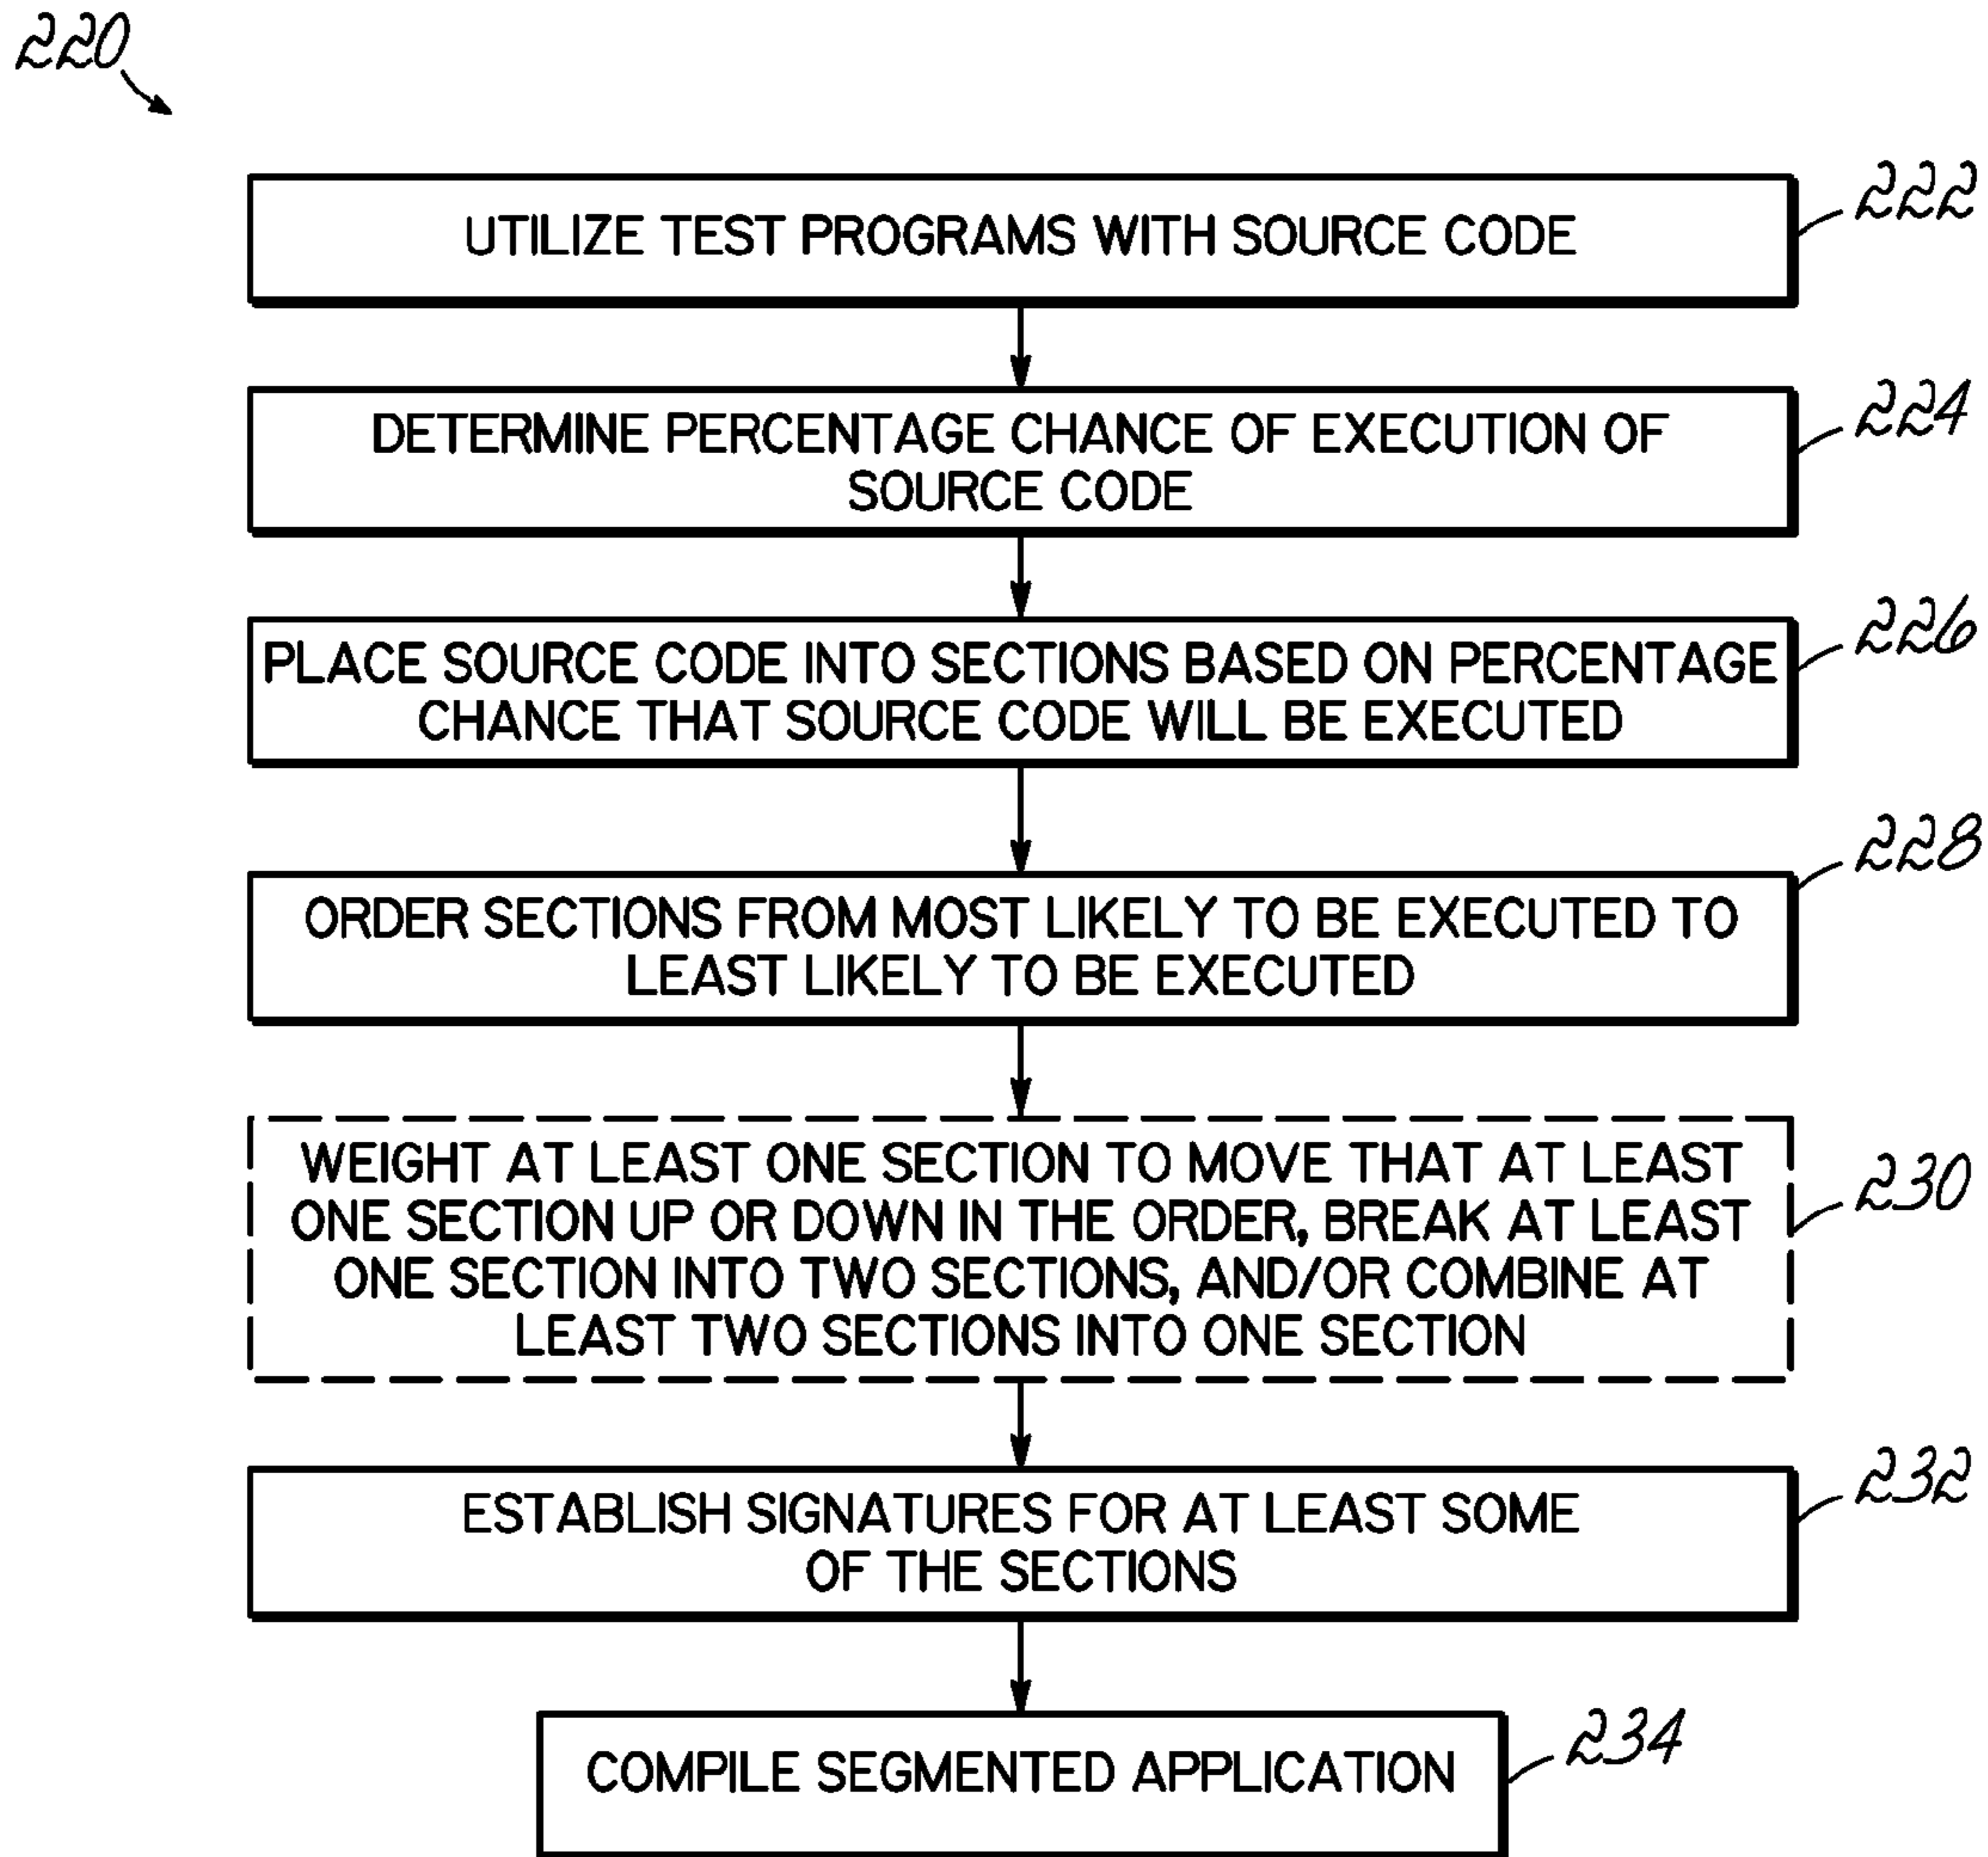 220
UTILIZE TEST PROGRAMS WITH SOURCE CODE
222
DETERMINE PERCENTAGE CHANCE OF EXECUTION OF
SOURCE CODE
224
PLACE SOURCE CODE INTO SECTIONS BASED ON PERCENTAGE
CHANCE THAT SOURCE CODE WILL BE EXECUTED
226
ORDER SECTIONS FROM MOST LIKELY TO BE EXECUTED TO
LEAST LIKELY TO BE EXECUTED
228
WEIGHT AT LEAST ONE SECTION TO MOVE THAT AT LEAST
ONE SECTION UP OR DOWN IN THE ORDER, BREAK AT LEAST
ONE SECTION INTO TWO SECTIONS, AND/OR COMBINE AT
LEAST TWO SECTIONS INTO ONE SECTION
230
ESTABLISH SIGNATURES FOR AT LEAST SOME
OF THE SECTIONS
232
COMPILE SEGMENTED APPLICATION
234